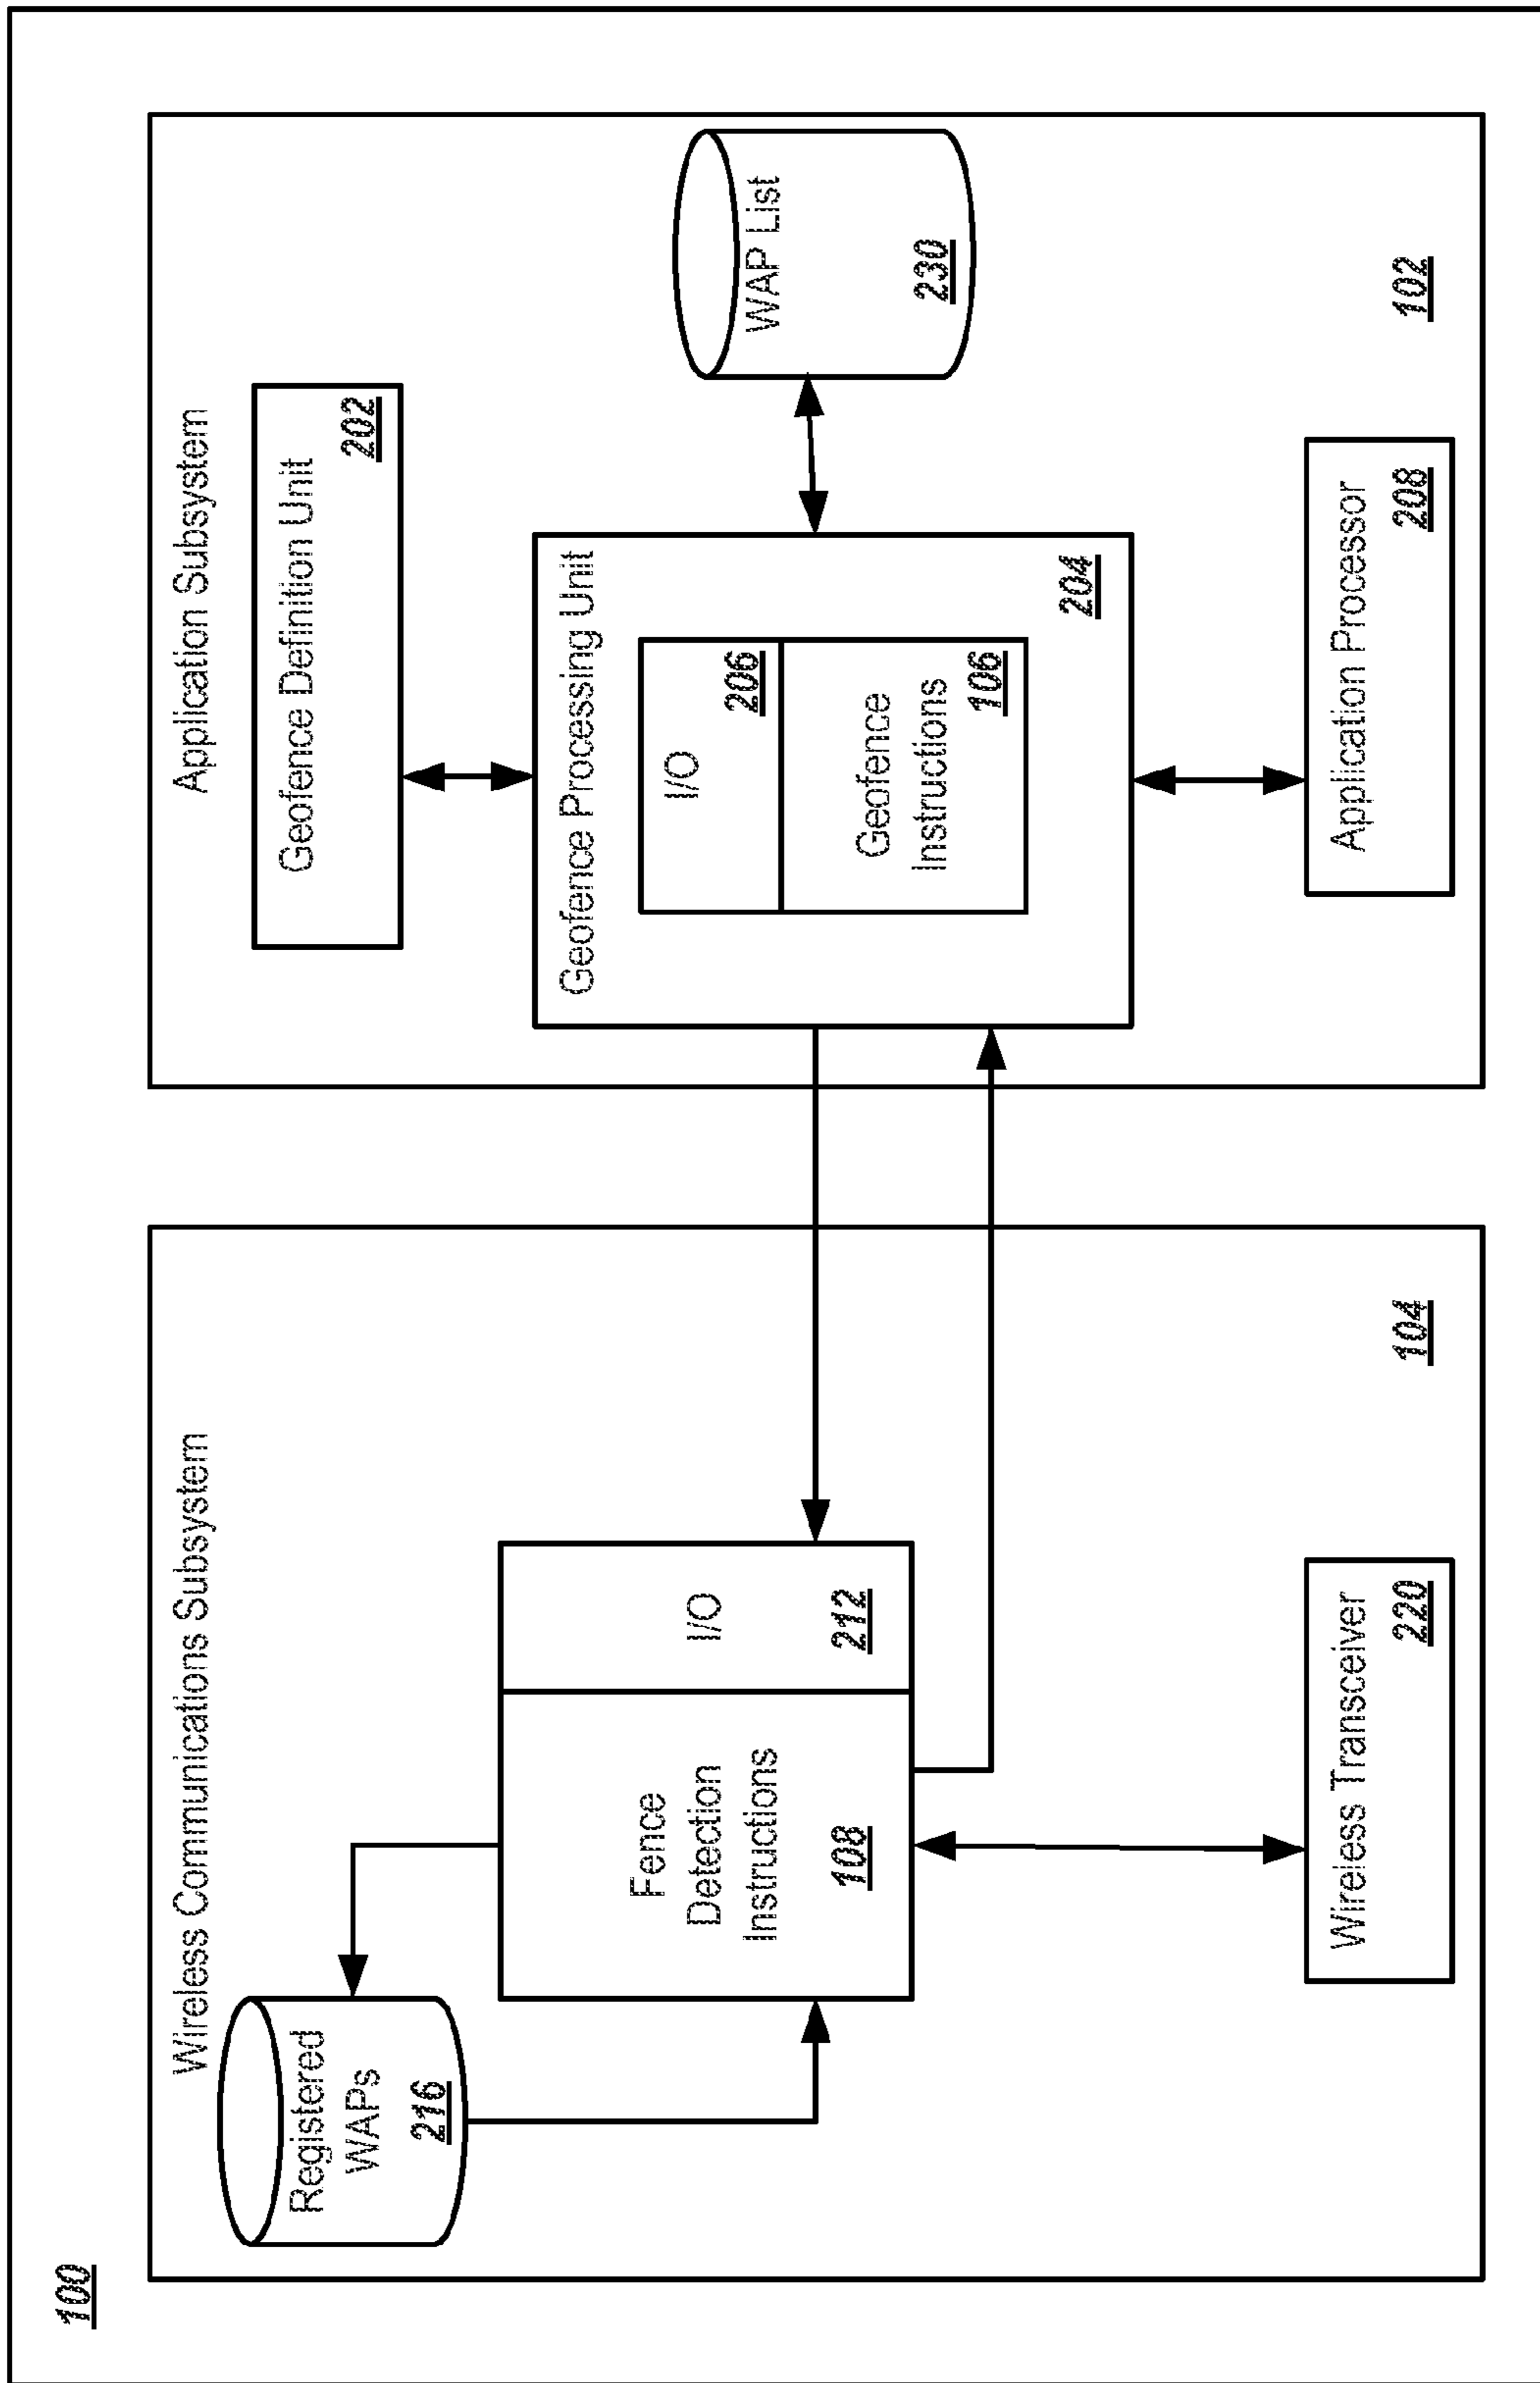 100
Wireless Communications Subsystem
Registered
WAPs
216
Fence
Detection
Instructions
108
I/O
212
Wireless Transceiver
220
104
Application Subsystem
Geofence Definition Unit
202
Geofence Processing Unit
I/O
206
Geofence
Instructions
106
204
WAP List
230
Application Processor
208
102